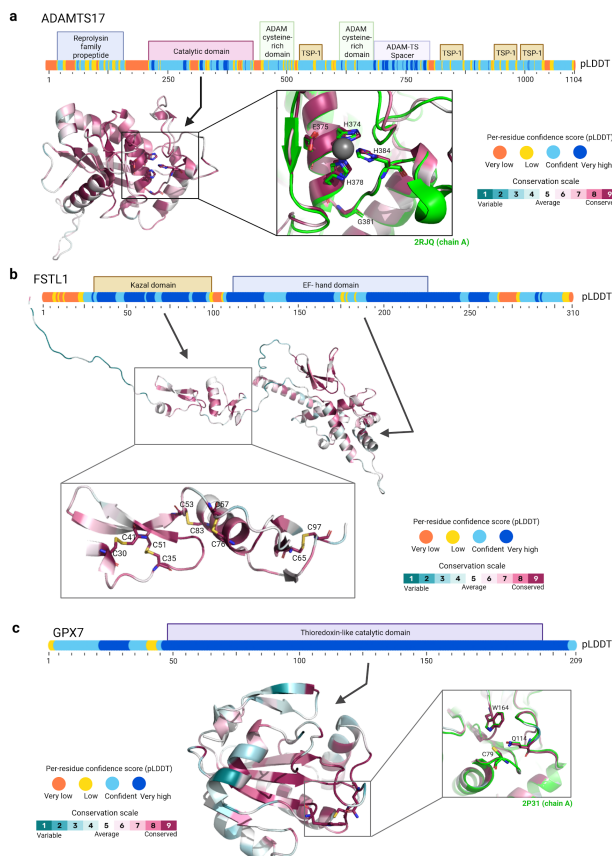 a
ADAMTS17
Reprolysin
family
propeptide
Catalytic domain
ADAM
cysteine-
rich domain
TSP-1
ADAM
cysteine-
rich domain
ADAM-TS
Spacer
TSP-1
TSP-1
TSP-1
pLDDT
1
250
500
750
1000
1104
E375
H374
H384
H378
G381
2RJQ (chain A)
Per-residue confidence score (pLDDT)
Very low
Low
Confident
Very high
Conservation scale
1 2 3 4 5 6 7 8 9
Variable
Average
Conserved
b
FSTL1
Kazal domain
EF- hand domain
pLDDT
1
50
100
150
200
250
310
C53
C67
C41
C83
C97
C51
C76
C30
C35
C65
Per-residue confidence score (pLDDT)
Very low
Low
Confident
Very high
Conservation scale
1 2 3 4 5 6 7 8 9
Variable
Average
Conserved
c
GPX7
Thioredoxin-like catalytic domain
pLDDT
1
50
100
150
209
W164
Q114
C79
2P31 (chain A)
Per-residue confidence score (pLDDT)
Very low
Low
Confident
Very high
Conservation scale
1 2 3 4 5 6 7 8 9
Variable
Average
Conserved